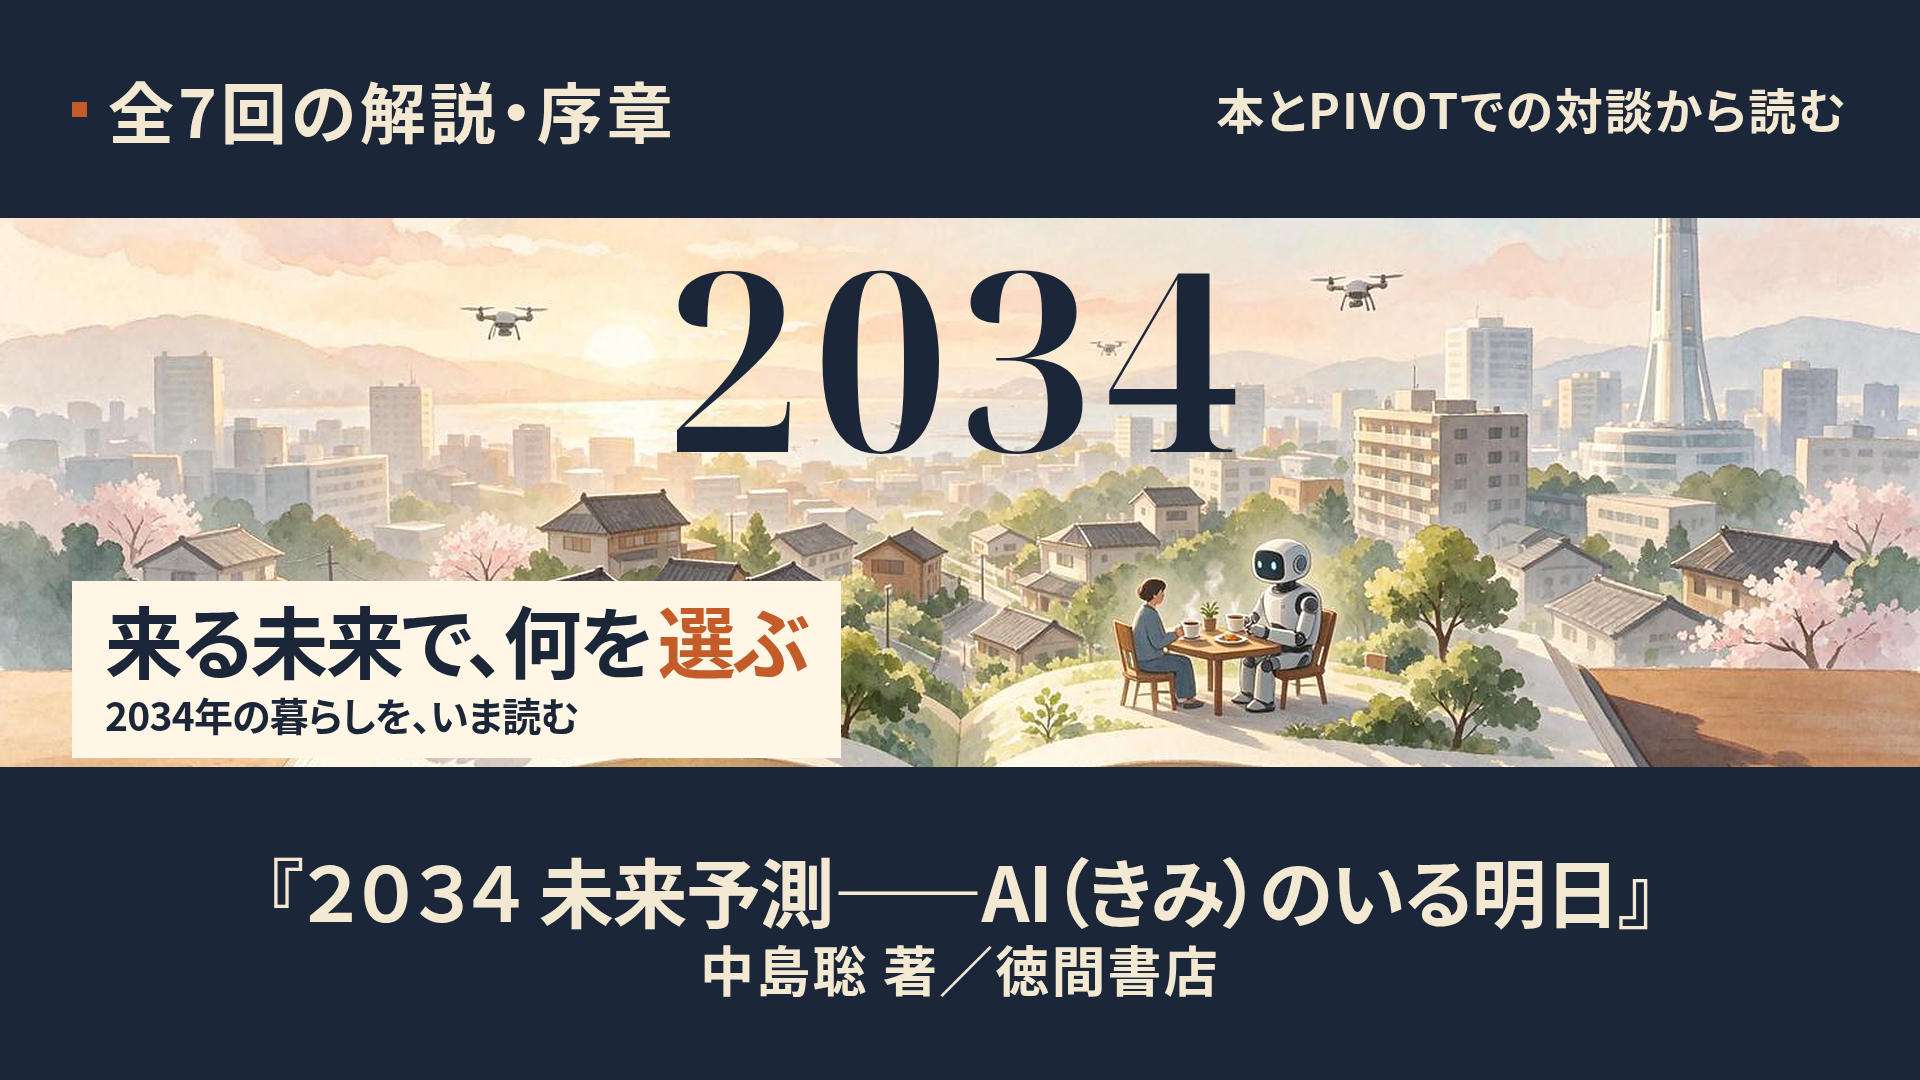 全7回の解説・序章
本とPIVOTでの対談から読む
2034
来る未来で、何を選ぶ
2034年の暮らしを、いま読む
『２０３４ 未来予測――AI（きみ）のいる明日』
中島聡 著／徳間書店